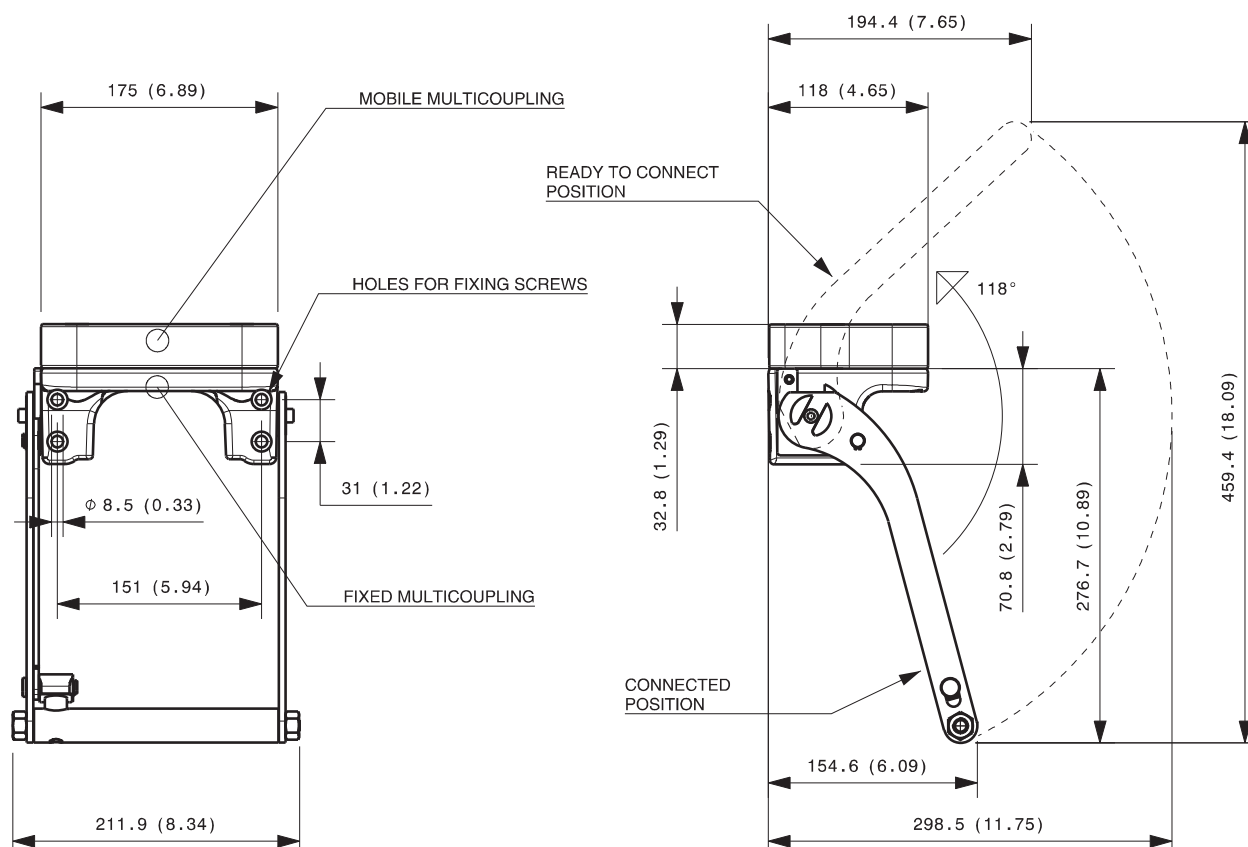 194.4 (7.65)
175 (6.89)
118 (4.65)
MOBILE MULTICOUPLING
READY TO CONNECT
POSITION
HOLES FOR FIXING SCREWS
118°
32.8 (1.29)
459.4 (18.09)
31 (1.22)
ϕ 8.5 (0.33)
70.8 (2.79)
276.7 (10.89)
151 (5.94)
FIXED MULTICOUPLING
CONNECTED
POSITION
154.6 (6.09)
211.9 (8.34)
298.5 (11.75)